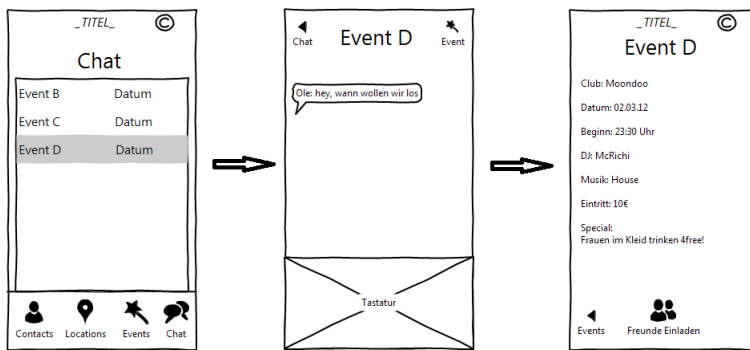 _TITEL_ ©
Chat
Event B Datum
Event C Datum
Event D Datum
Contacts Locations Events Chat
Chat Event D Event
Ole: hey, wann wollen wir los
Tastatur
_TITEL_ ©
Event D
Club: Moondoo
Datum: 02.03.12
Beginn: 23:30 Uhr
DJ: McRichi
Musik: House
Eintritt: 10€
Special:
Frauen im Kleid trinken 4free!
Events Freunde Einladen